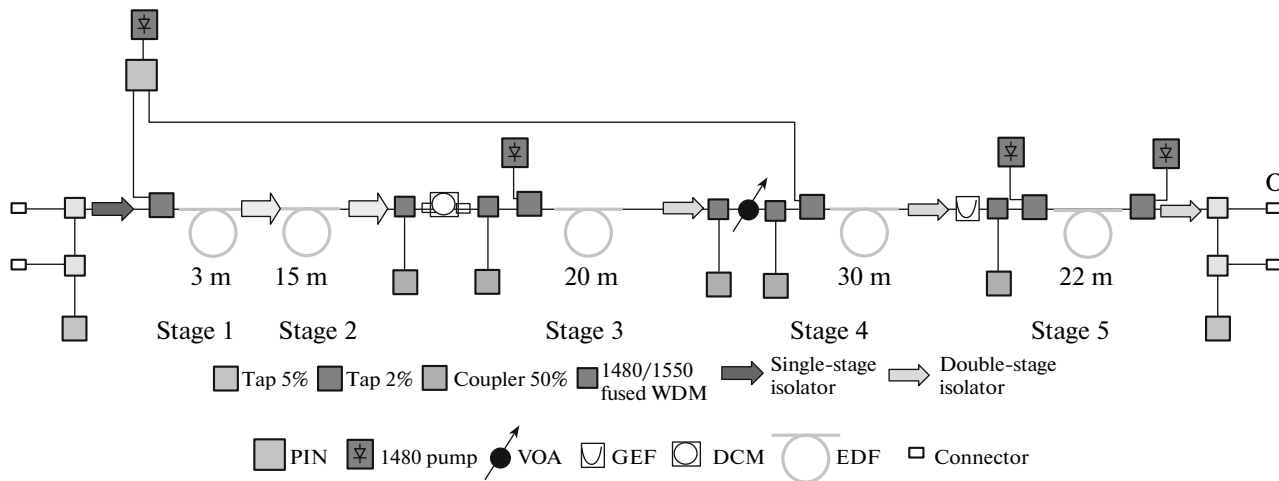 O
3 m 15 m 20 m 30 m 22 m
Stage 1 Stage 2 Stage 3 Stage 4 Stage 5
Tap 5% Tap 2% Coupler 50% 1480/1550 fused WDM Single-stage isolator Double-stage isolator
PIN 1480 pump VOA GEF DCM EDF Connector